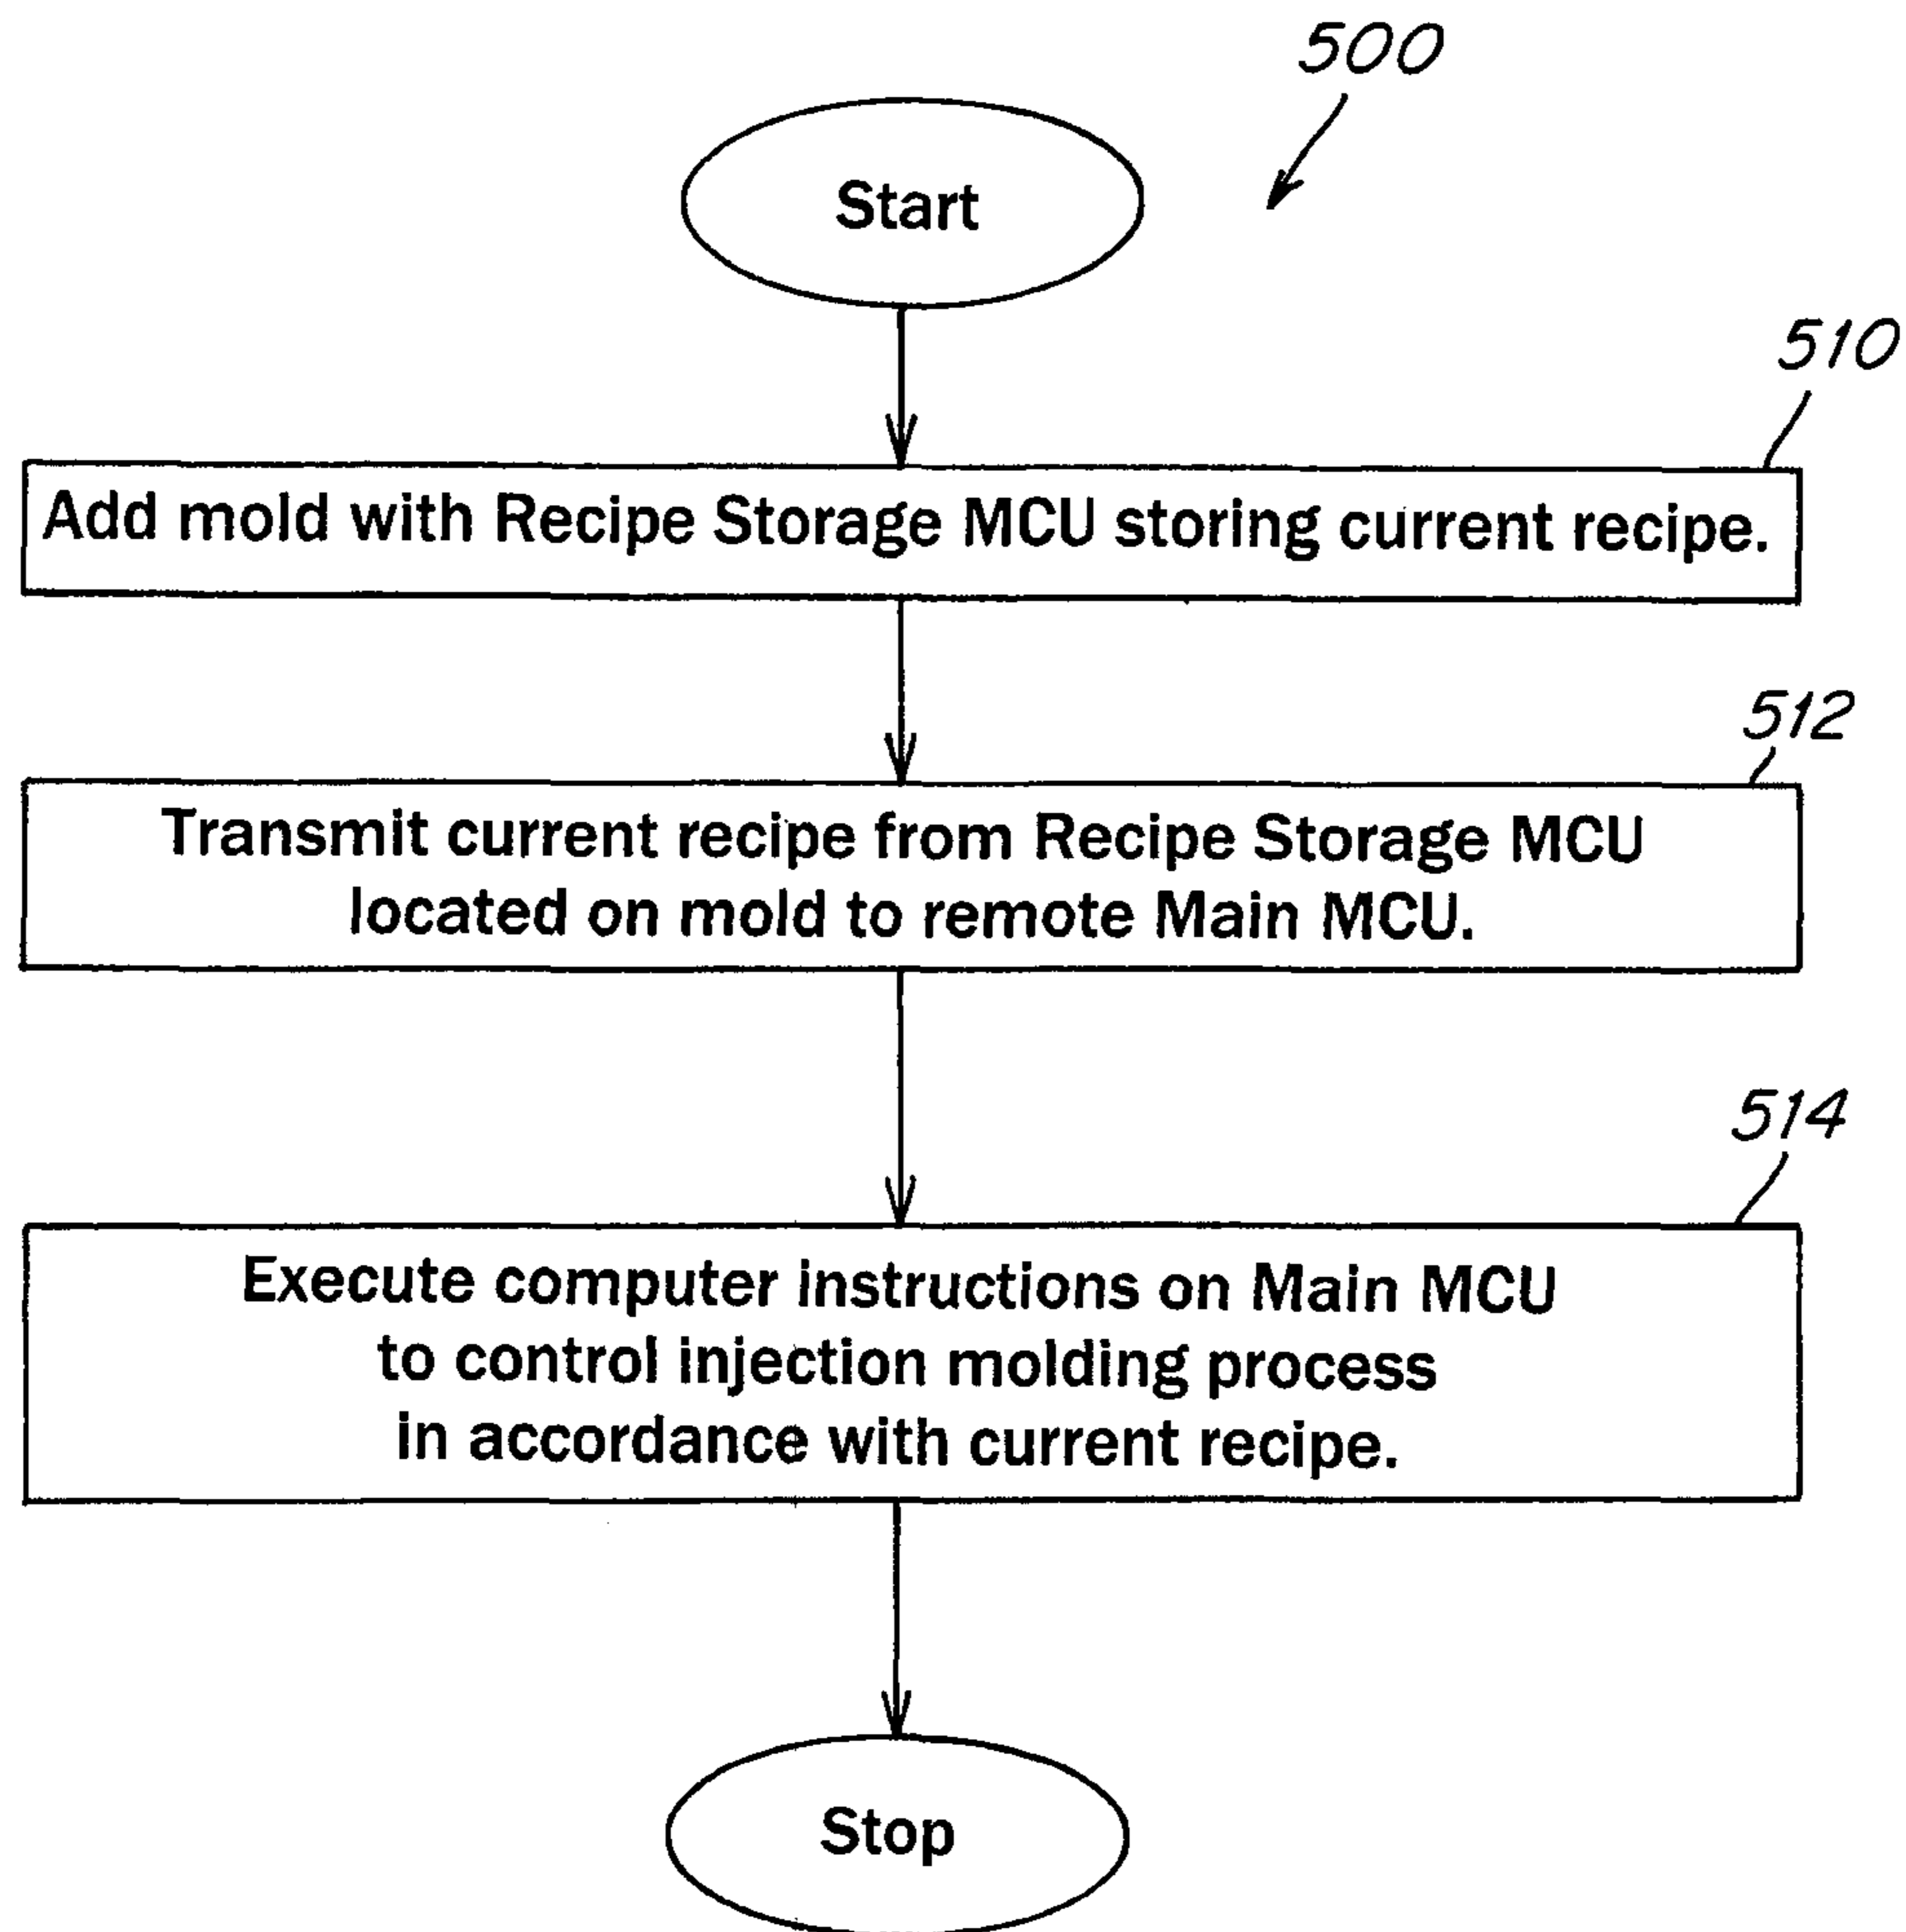 500
Start
510
Add mold with Recipe Storage MCU storing current recipe.
512
Transmit current recipe from Recipe Storage MCU
located on mold to remote Main MCU.
514
Execute computer instructions on Main MCU
to control injection molding process
in accordance with current recipe.
Stop